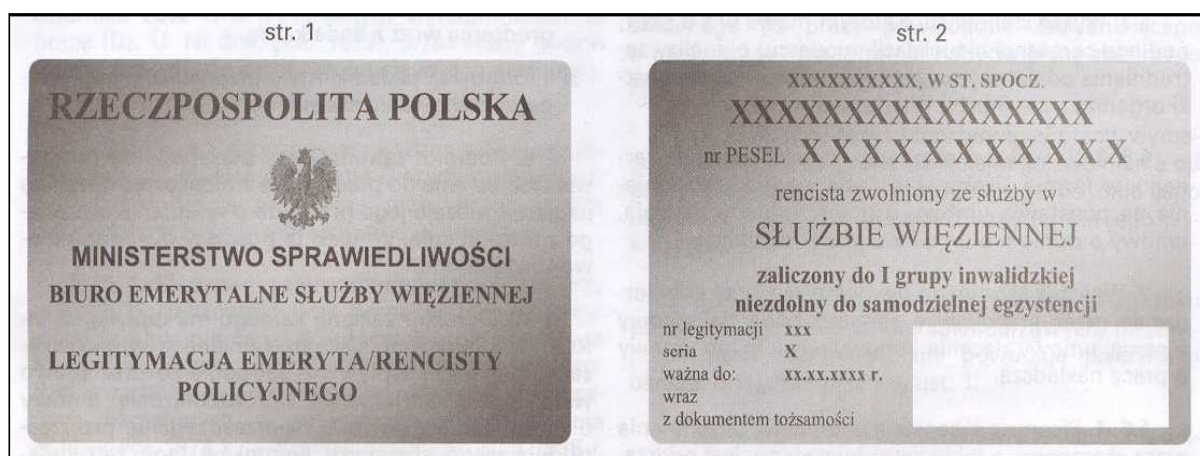 str. 1
RZECZPOSPOLITA POLSKA
MINISTERSTWO SPRAWIEDLIWOŚCI
BIURO EMERYTALNE SŁUŻBY WIĘZIENNEJ
LEGITYMACJA EMERYTA/RENCISTY
POLICYJNEGO
str. 2
XXXXXXXXXX, W ST. SPOCZ.
XXXXXXXXXXXXXXXX
nr PESEL X X X X X X X X X X X
rencista zwolniony ze służby w
SŁUŻBIE WIĘZIENNEJ
zaliczony do I grupy inwalidzkiej
niezdolny do samodzielnej egzystencji
nr legitymacji xxx
seria X
ważna do: xx.xx.xxxx r.
wraz
z dokumentem tożsamości